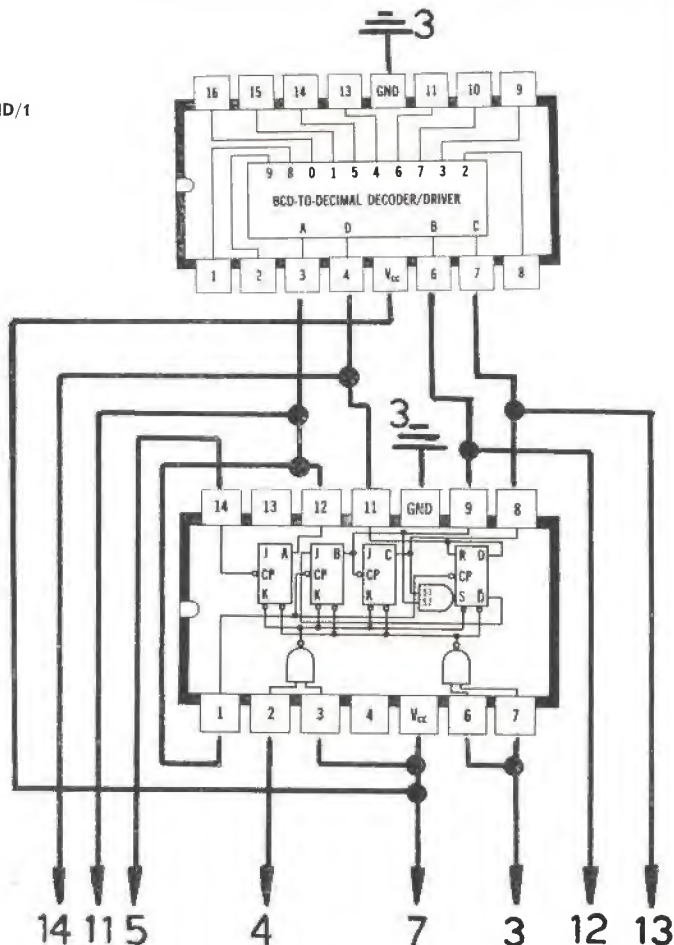 3
ID/1
16 15 14 13 GND 11 10 9
9 8 0 1 5 4 6 7 3 2
BCD-TO-DECIMAL DECODER/DRIVER
A D B C
1 2 3 4 Vcc 6 7 8
3
14 13 12 11 GND 9 8
J A J B J C R D
CP CP CP S1 CP
K K K S2 S D
1 2 3 4 Vcc 6 7
14 11 5 4 7 3 12 13